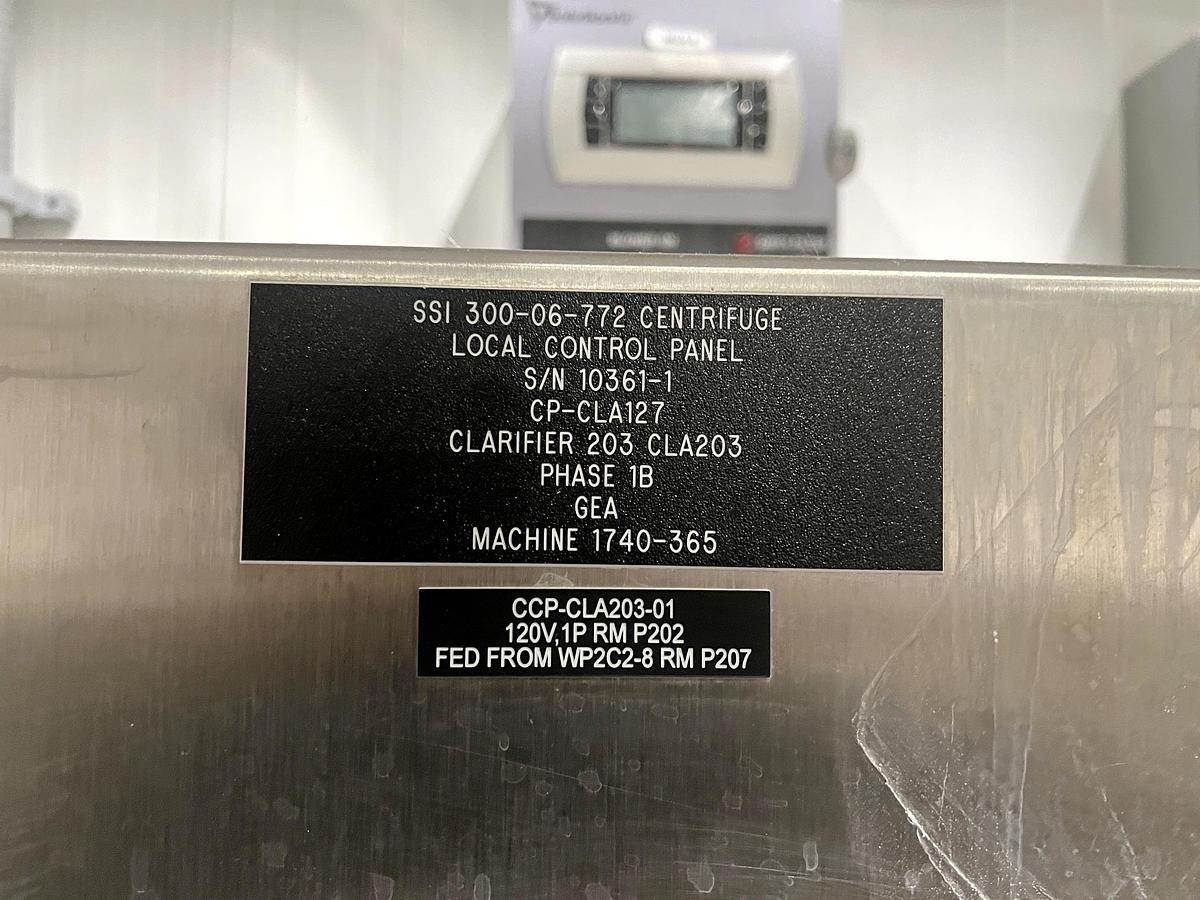 SSI 300-06-772 CENTRIFUGE
LOCAL CONTROL PANEL
S/N 10361-1
CP-CLA127
CLARIFIER 203 CLA203
PHASE 1B
GEA
MACHINE 1740-365
CCP-CLA203-01
120V,1P RM P202
FED FROM WP2C2-8 RM P207